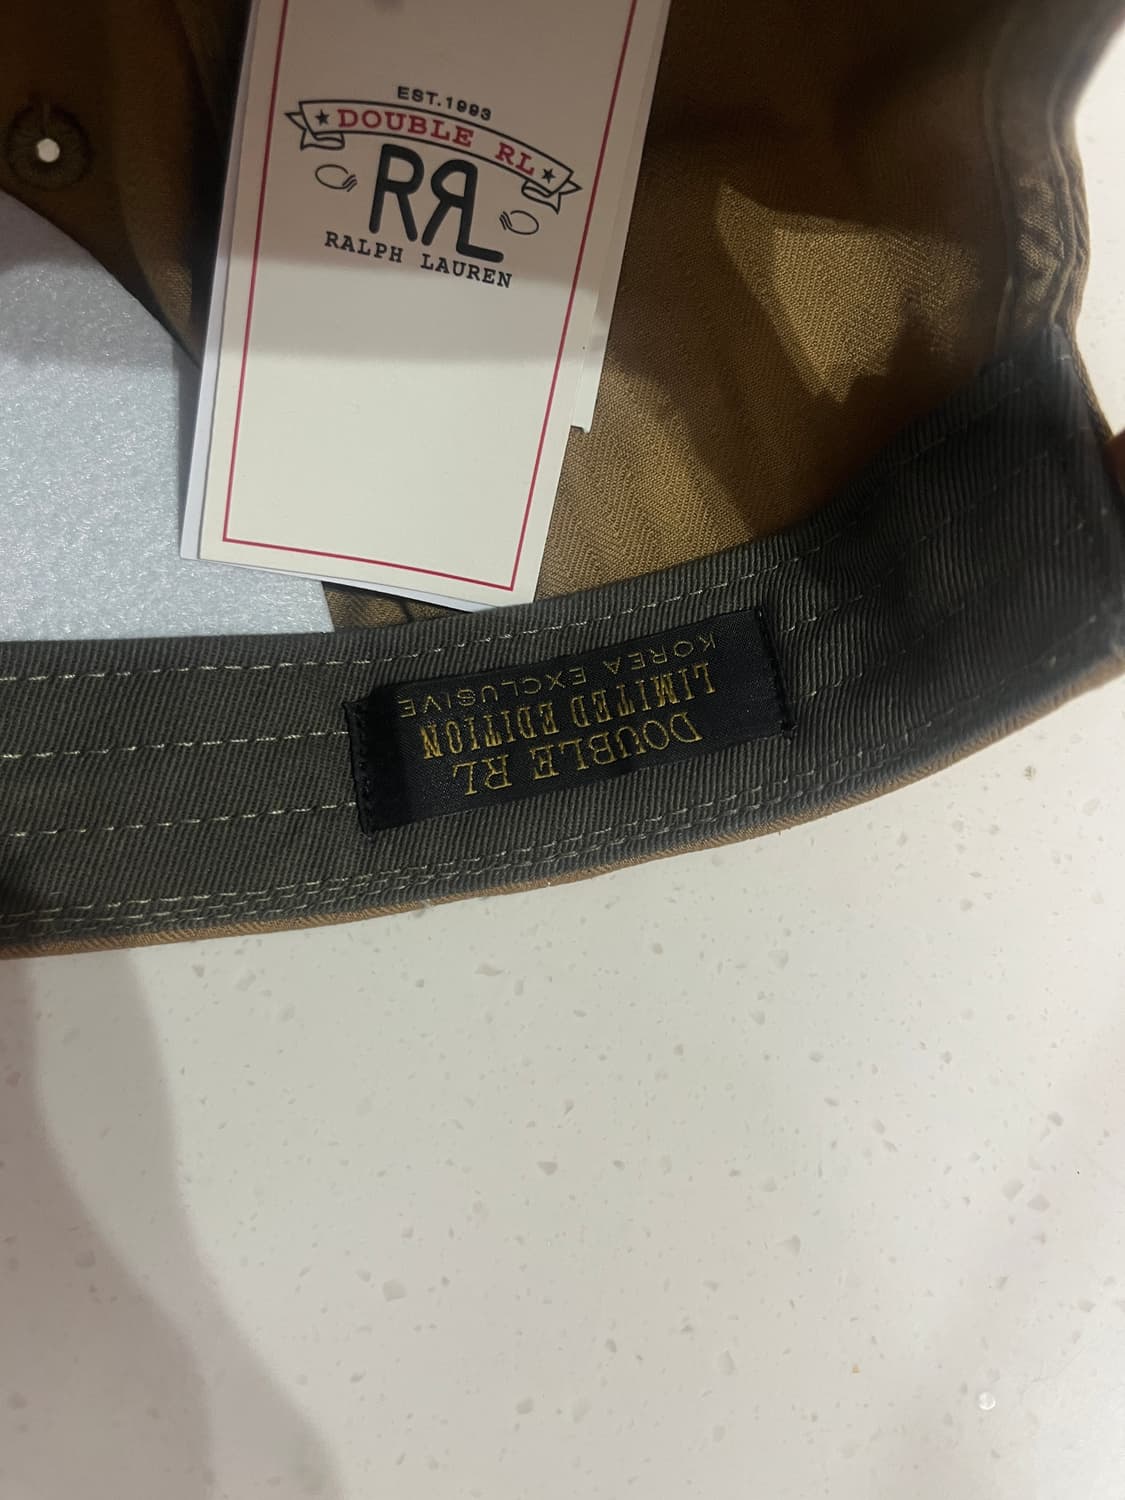 EST.1993
DOUBLE RL
RRL
RALPH LAUREN
DOUBLE RL
LIMITED EDITION
KOREA EXCLUSIVE